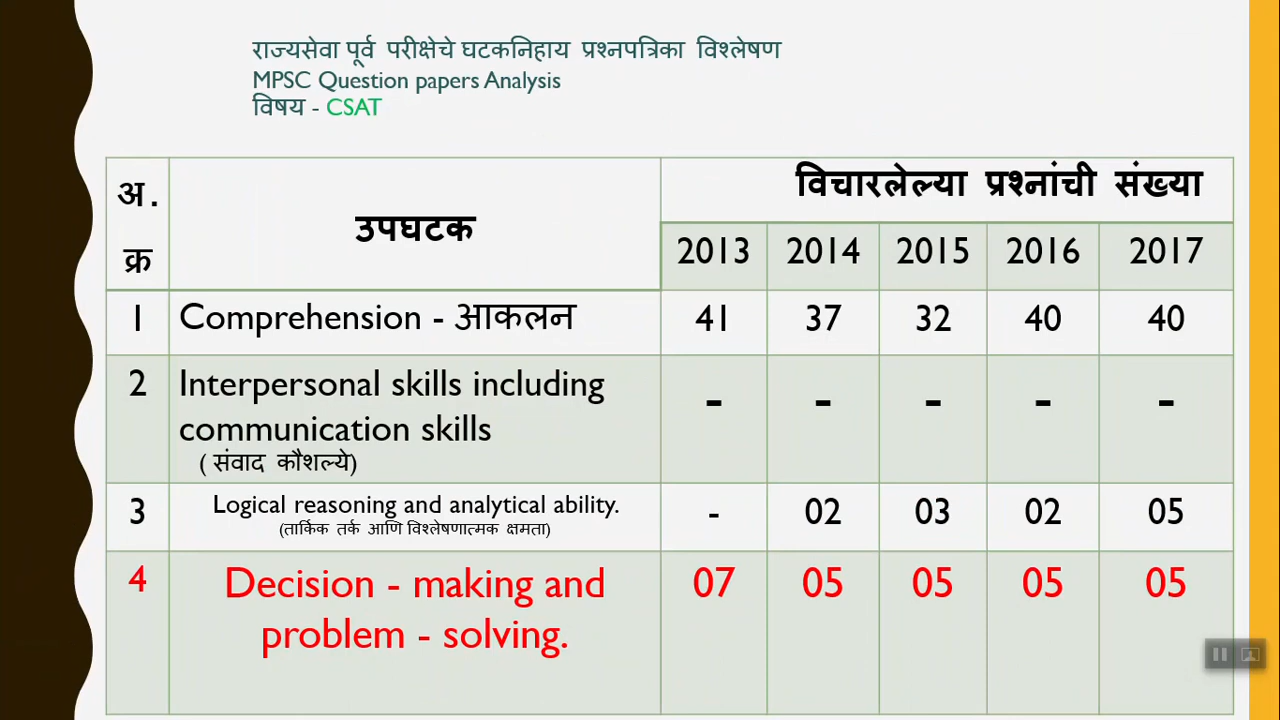 राज्यसेवा पूर्व परीक्षेचे घटकनिहाय प्रश्नपत्रिका विश्लेषण
MPSC Question papers Analysis
विषय - CSAT
अ. क्र
उपघटक
विचारलेल्या प्रश्नांची संख्या
2013 2014 2015 2016 2017
1 Comprehension - आकलन 41 37 32 40 40
2 Interpersonal skills including - - - - -
communication skills
( संवाद कौशल्ये)
3 Logical reasoning and analytical ability. - 02 03 02 05
(तार्किक तर्क आणि विश्लेषणात्मक क्षमता)
4 Decision - making and 07 05 05 05 05
problem - solving.